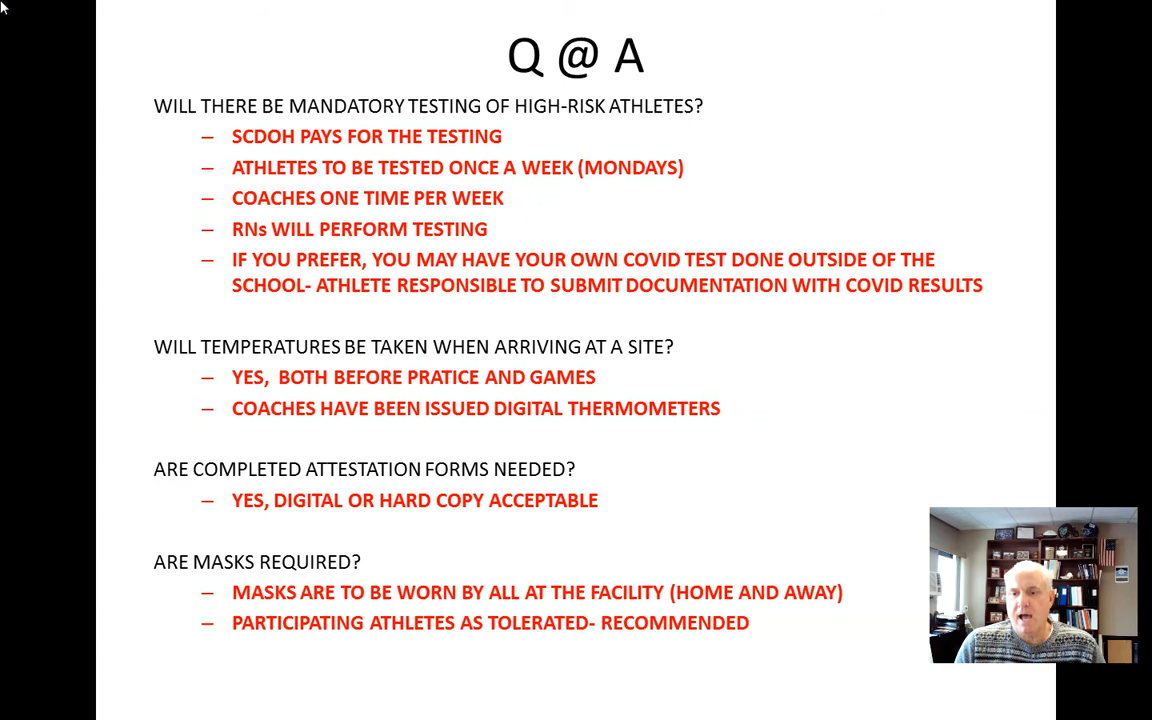 Q @ A
WILL THERE BE MANDATORY TESTING OF HIGH-RISK ATHLETES?
– SCDOH PAYS FOR THE TESTING
– ATHLETES TO BE TESTED ONCE A WEEK (MONDAYS)
– COACHES ONE TIME PER WEEK
– RNs WILL PERFORM TESTING
– IF YOU PREFER, YOU MAY HAVE YOUR OWN COVID TEST DONE OUTSIDE OF THE
SCHOOL- ATHLETE RESPONSIBLE TO SUBMIT DOCUMENTATION WITH COVID RESULTS
WILL TEMPERATURES BE TAKEN WHEN ARRIVING AT A SITE?
– YES, BOTH BEFORE PRATICE AND GAMES
– COACHES HAVE BEEN ISSUED DIGITAL THERMOMETERS
ARE COMPLETED ATTESTATION FORMS NEEDED?
– YES, DIGITAL OR HARD COPY ACCEPTABLE
ARE MASKS REQUIRED?
– MASKS ARE TO BE WORN BY ALL AT THE FACILITY (HOME AND AWAY)
– PARTICIPATING ATHLETES AS TOLERATED- RECOMMENDED